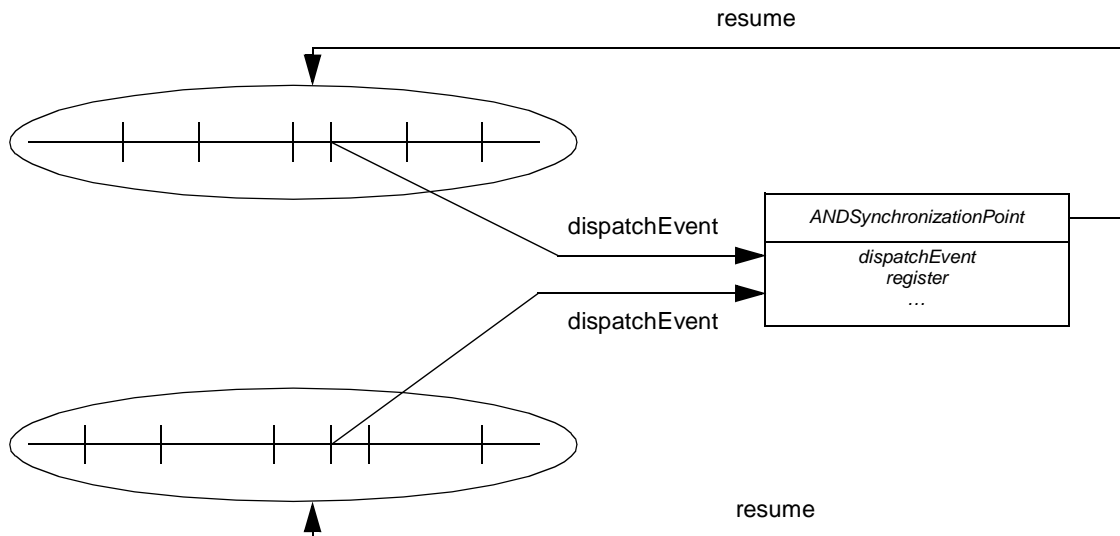 resume
dispatchEvent
ANDSynchronizationPoint
dispatchEvent
register
...
dispatchEvent
resume